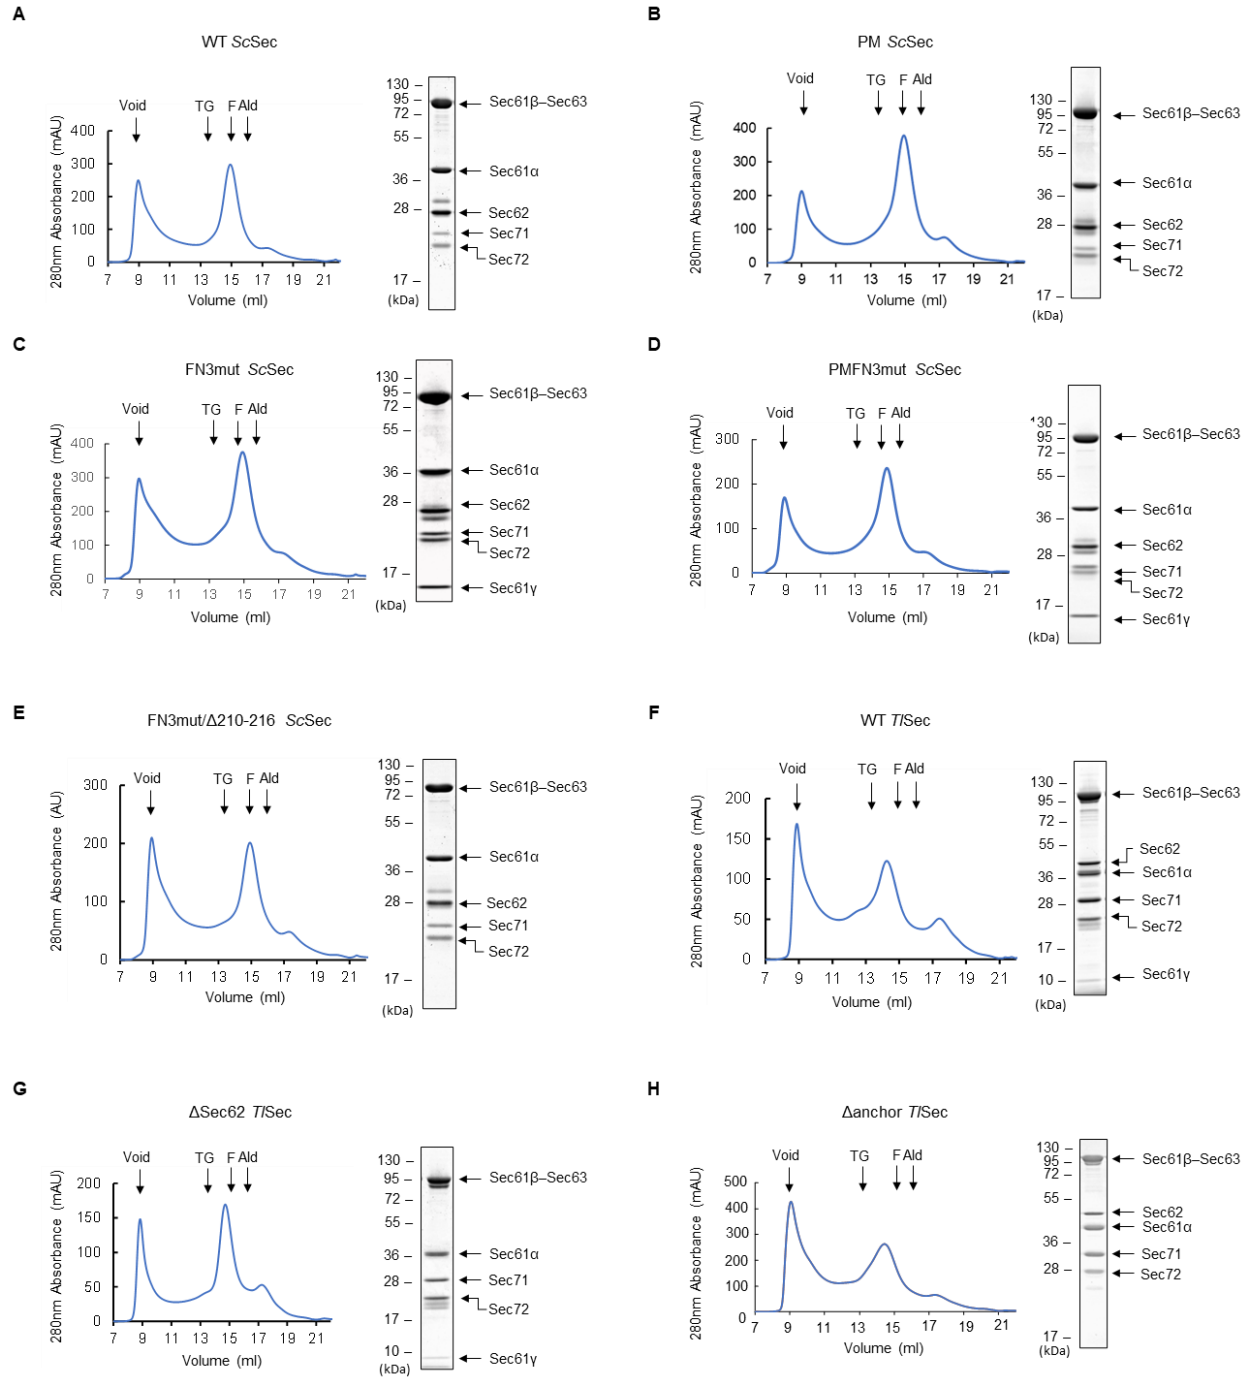 A
WT ScSec
Void
TG
F
Ald
280nm Absorbance (mAU)
400
300
200
100
0
7 9 11 13 15 17 19 21
Volume (ml)
130
95
72
55
36
28
17
(kDa)
Sec61β–Sec63
Sec61α
Sec62
Sec71
Sec72
B
PM ScSec
Void
TG
F
Ald
280nm Absorbance (mAU)
400
300
200
100
0
7 9 11 13 15 17 19 21
Volume (ml)
130
95
72
55
36
28
17
(kDa)
Sec61β–Sec63
Sec61α
Sec62
Sec71
Sec72
C
FN3mut ScSec
Void
TG
F
Ald
280nm Absorbance (mAU)
400
300
200
100
0
7 9 11 13 15 17 19 21
Volume (ml)
130
95
72
55
36
28
17
(kDa)
Sec61β–Sec63
Sec61α
Sec62
Sec71
Sec72
Sec61γ
D
PMFN3mut ScSec
Void
TG
F
Ald
280nm Absorbance (mAU)
300
200
100
0
7 9 11 13 15 17 19 21
Volume (ml)
130
95
72
55
36
28
17
(kDa)
Sec61β–Sec63
Sec61α
Sec62
Sec71
Sec72
Sec61γ
E
FN3mut/Δ210-216 ScSec
Void
TG
F
Ald
280nm Absorbance (AU)
300
200
100
0
7 9 11 13 15 17 19 21
Volume (ml)
130
95
72
55
36
28
17
(kDa)
Sec61β–Sec63
Sec61α
Sec62
Sec71
Sec72
F
WT TlSec
Void
TG
F
Ald
280nm Absorbance (mAU)
200
150
100
50
0
7 9 11 13 15 17 19 21
Volume (ml)
130
95
72
55
36
28
17
10
(kDa)
Sec61β–Sec63
Sec62
Sec61α
Sec71
Sec72
Sec61γ
G
ΔSec62 TlSec
Void
TG
F
Ald
280nm Absorbance (mAU)
200
150
100
50
0
7 9 11 13 15 17 19 21
Volume (ml)
130
95
72
55
36
28
17
10
(kDa)
Sec61β–Sec63
Sec61α
Sec71
Sec72
Sec61γ
H
Δanchor TlSec
Void
TG
F
Ald
280nm Absorbance (mAU)
500
400
300
200
100
0
7 9 11 13 15 17 19 21
Volume (ml)
130
95
72
55
36
28
17
(kDa)
Sec61β–Sec63
Sec62
Sec61α
Sec71
Sec72